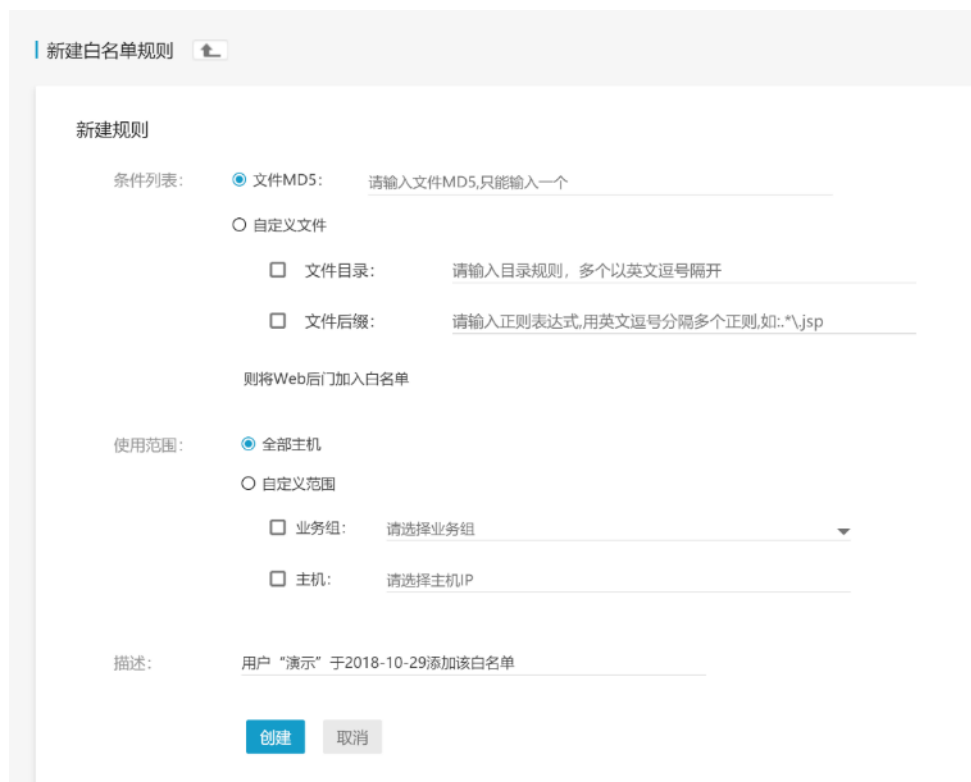 新建白名单规则
新建规则
条件列表: 文件MD5: 请输入文件MD5,只能输入一个
自定义文件
文件目录: 请输入目录规则，多个以英文逗号隔开
文件后缀: 请输入正则表达式,用英文逗号分隔多个正则,如:.*\.jsp
则将Web后门加入白名单
使用范围: 全部主机
自定义范围
业务组: 请选择业务组
主机: 请选择主机IP
描述: 用户“演示”于2018-10-29添加该白名单
创建 取消